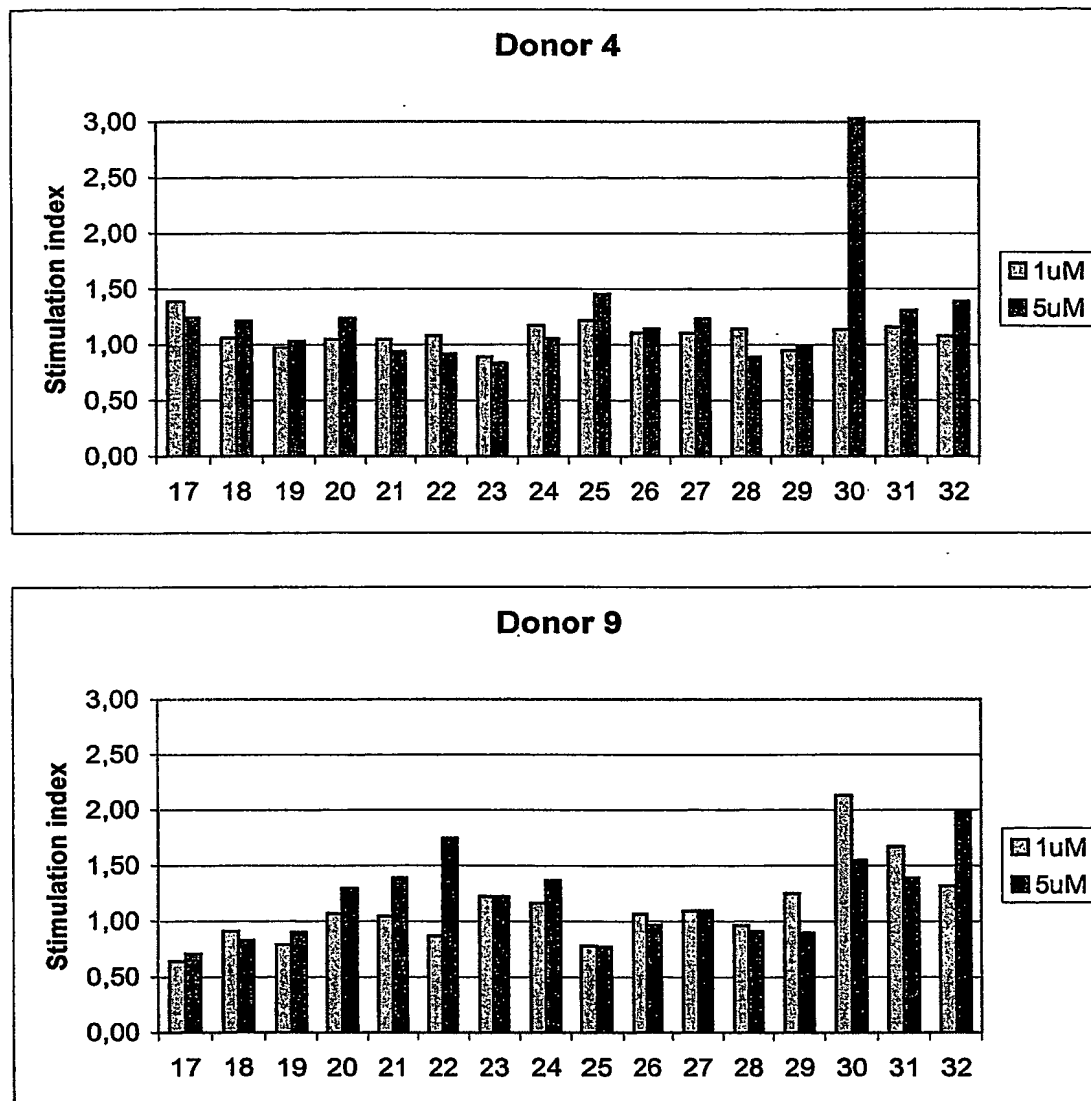 Donor 4
Stimulation index
3,00
2,50
2,00
1,50
1,00
0,50
0,00
17 18 19 20 21 22 23 24 25 26 27 28 29 30 31 32
1uM
5uM
Donor 9
Stimulation index
3,00
2,50
2,00
1,50
1,00
0,50
0,00
17 18 19 20 21 22 23 24 25 26 27 28 29 30 31 32
1uM
5uM